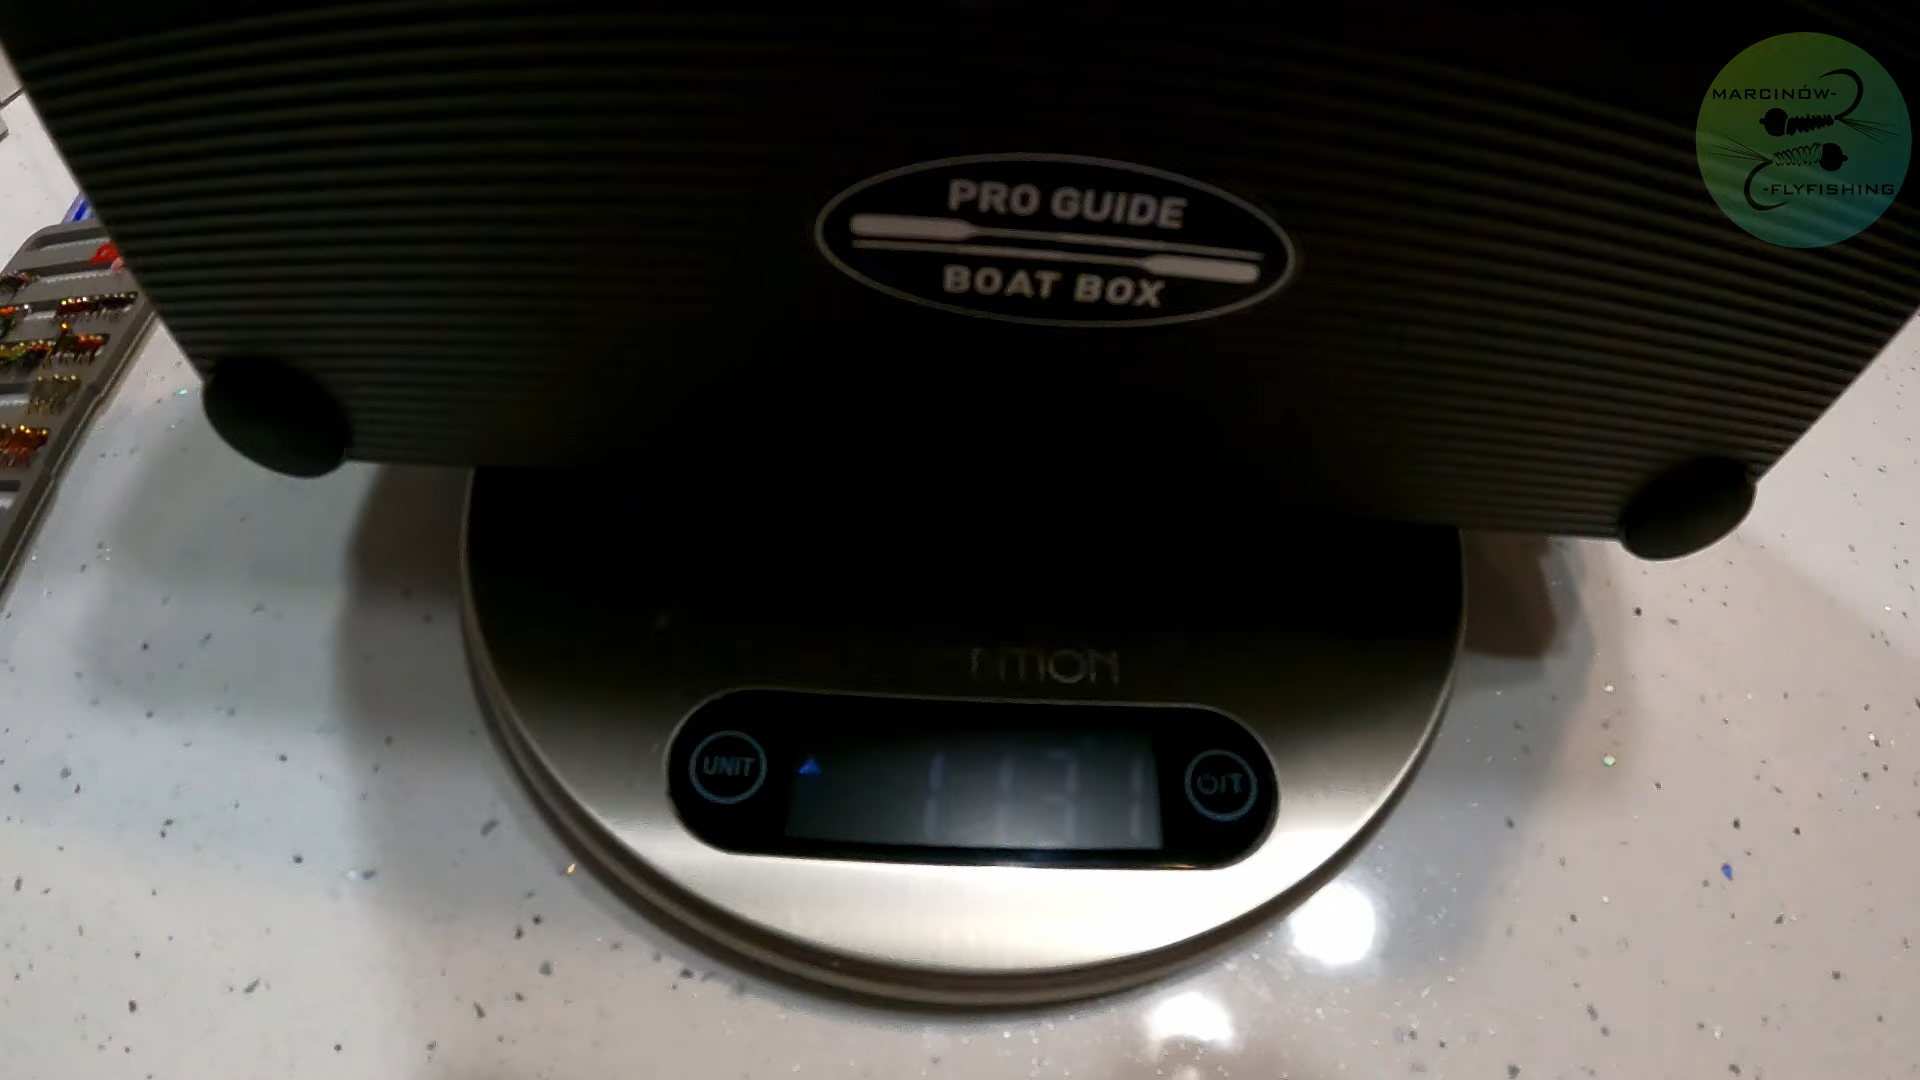 MARCINÓW-
-FLYFISHING
PRO GUIDE
BOAT BOX
UNIT